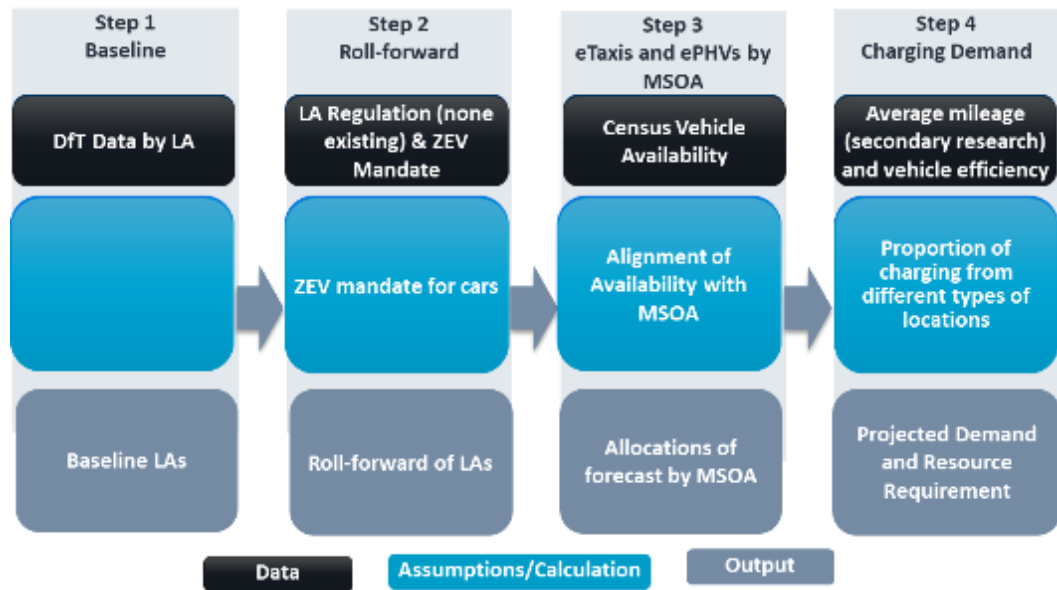 Step 1
Baseline
Step 2
Roll-forward
Step 3
eTaxis and ePHVs by
MSOA
Step 4
Charging Demand
DfT Data by LA
LA Regulation (none
existing) & ZEV
Mandate
Census Vehicle
Availability
Average mileage
(secondary research)
and vehicle efficiency
ZEV mandate for cars
Alignment of
Availability with
MSOA
Proportion of
charging from
different types of
locations
Baseline LAs
Roll-forward of LAs
Allocations of
forecast by MSOA
Projected Demand
and Resource
Requirement
Data
Assumptions/Calculation
Output